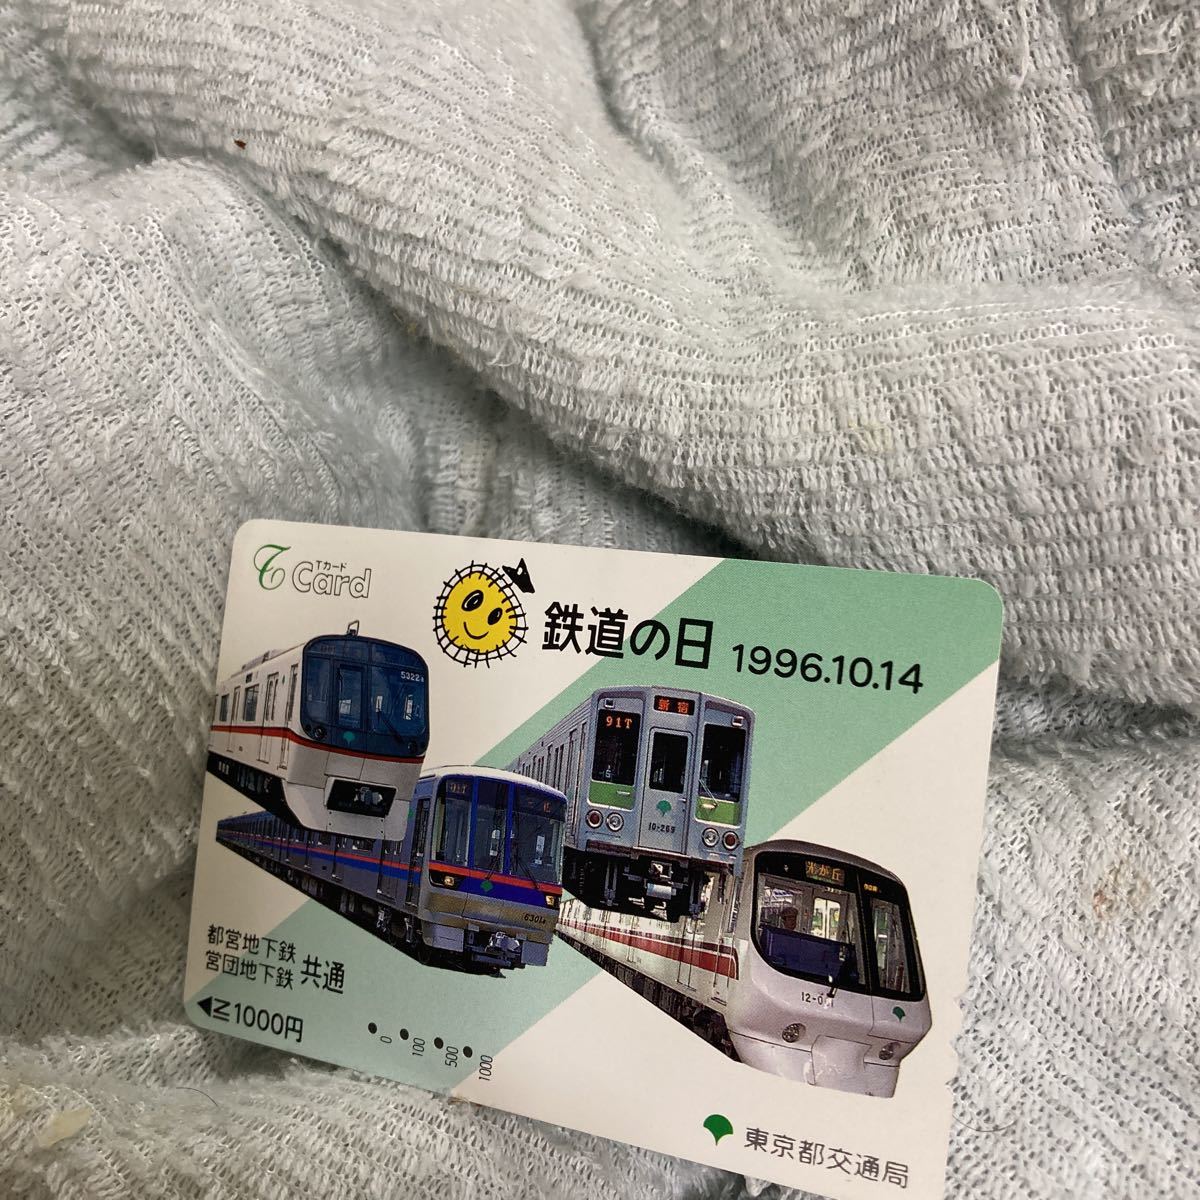 Tカード
Card
鉄道の日 1996.10.14
5322
91T
新宿
10-269
6301
光が丘
都営地下鉄
営団地下鉄 共通
1000円
0
100
500
1000
東京都交通局